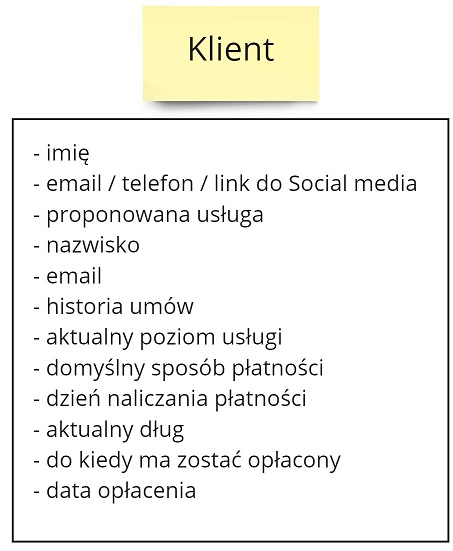 Klient
- imię
- email / telefon / link do Social media
- proponowana usługa
- nazwisko
- email
- historia umów
- aktualny poziom usługi
- domyślny sposób płatności
- dzień naliczania płatności
- aktualny dług
- do kiedy ma zostać opłacony
- data opłacenia